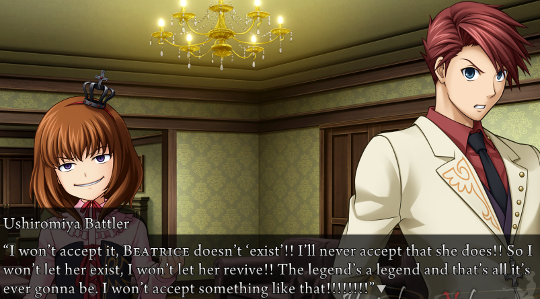 Ushiromiya Battler
“I won’t accept it, BEATRICE doesn’t ‘exist’!! I’ll never accept that she does!! So I
won’t let her exist, I won’t let her revive!! The legend’s a legend and that’s all it’s
ever gonna be. I won’t accept something like that!!!!!!!!”